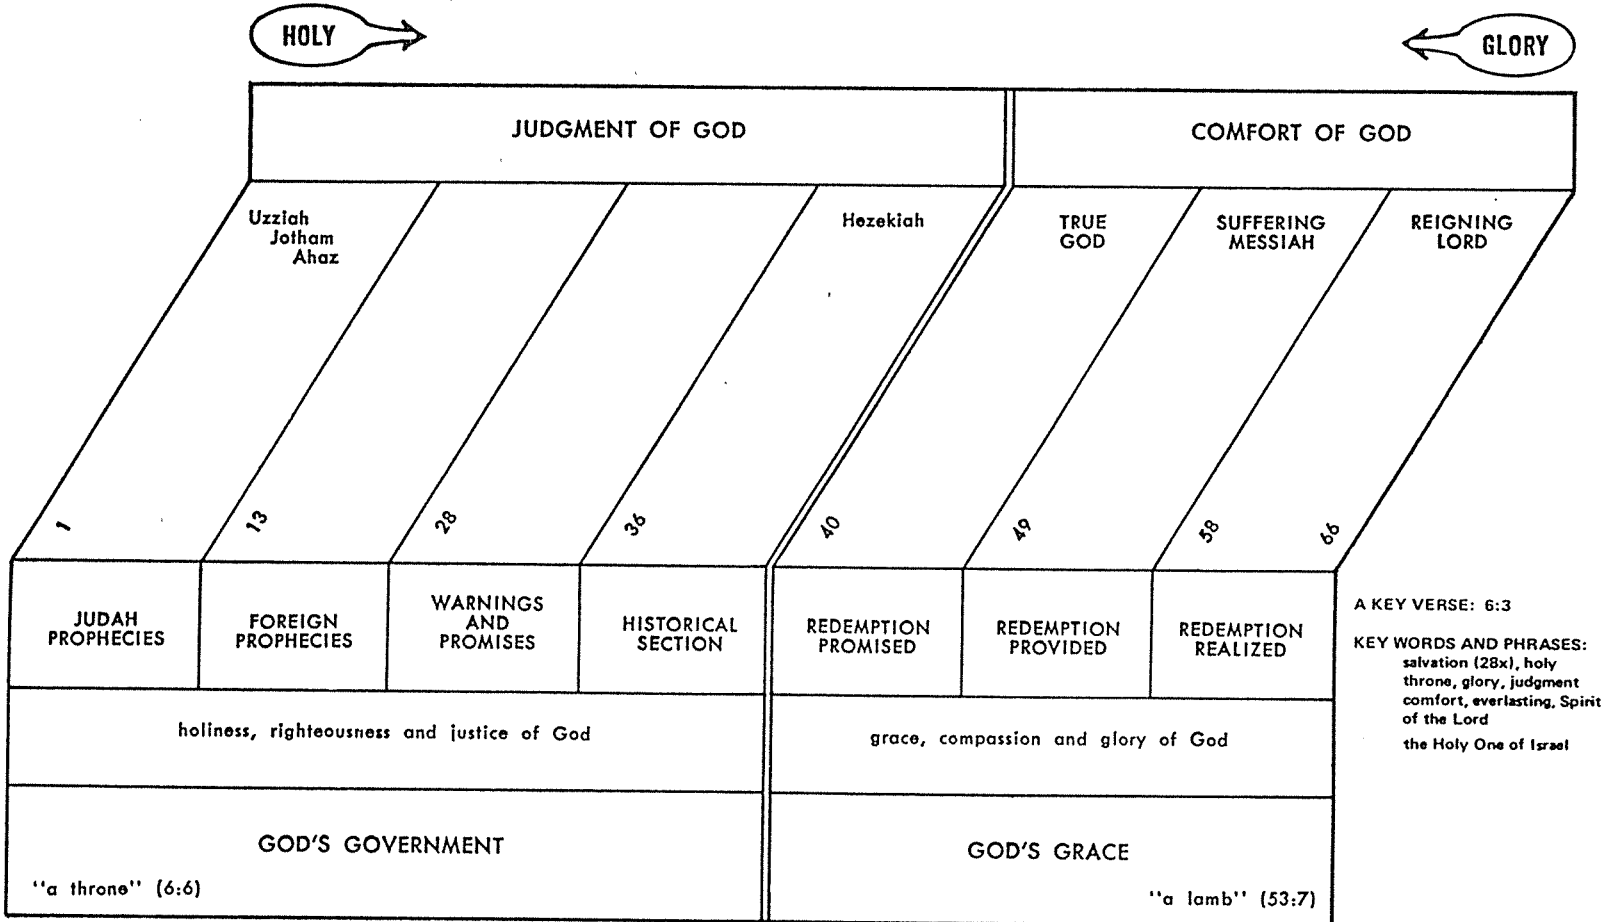 HOLY
GLORY
JUDGMENT OF GOD
COMFORT OF GOD
Uzziah
Jotham
Ahaz
Hezekiah
TRUE
GOD
SUFFERING
MESSIAH
REIGNING
LORD
1
13
28
36
40
49
58
66
JUDAH
PROPHECIES
FOREIGN
PROPHECIES
WARNINGS
AND
PROMISES
HISTORICAL
SECTION
REDEMPTION
PROMISED
REDEMPTION
PROVIDED
REDEMPTION
REALIZED
A KEY VERSE: 6:3
KEY WORDS AND PHRASES:
salvation (28x), holy
throne, glory, judgment
comfort, everlasting, Spirit
of the Lord
the Holy One of Israel
holiness, righteousness and justice of God
grace, compassion and glory of God
GOD'S GOVERNMENT
"a throne" (6:6)
GOD'S GRACE
"a lamb" (53:7)